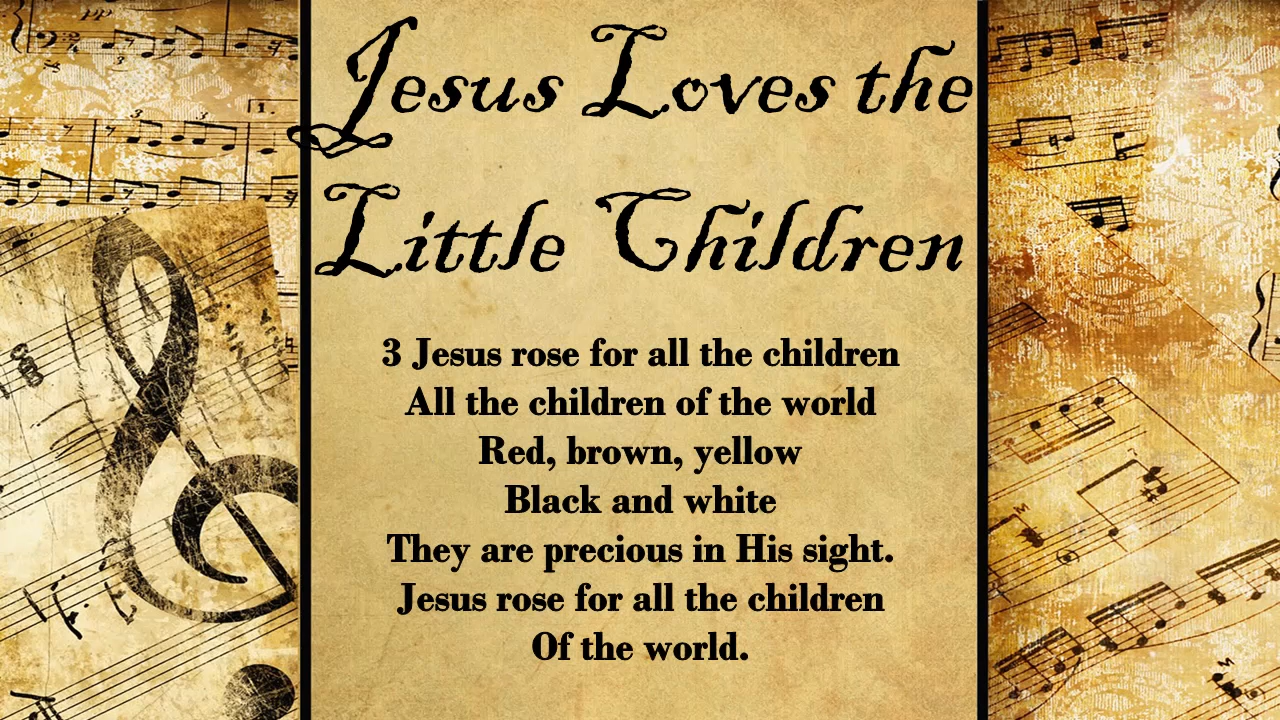 Jesus Loves the
Little Children
3 Jesus rose for all the children
All the children of the world
Red, brown, yellow
Black and white
They are precious in His sight.
Jesus rose for all the children
Of the world.